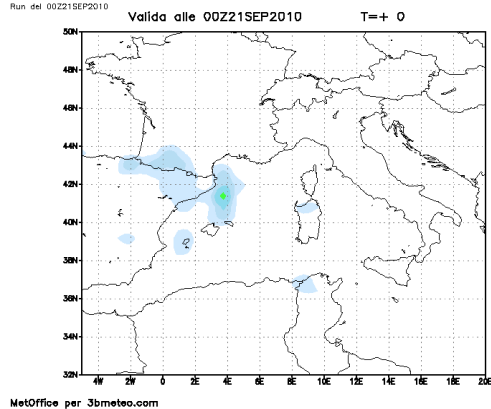 Run del 00Z21SEP2010
Valida alle 00Z21SEP2010 T=+ 0
50N
48N
46N
44N
42N
40N
38N
36N
34N
32N
4W 2W 0 2E 4E 6E 8E 10E 12E 14E 16E 18E 20E
MetOffice per 3bmeteo.com